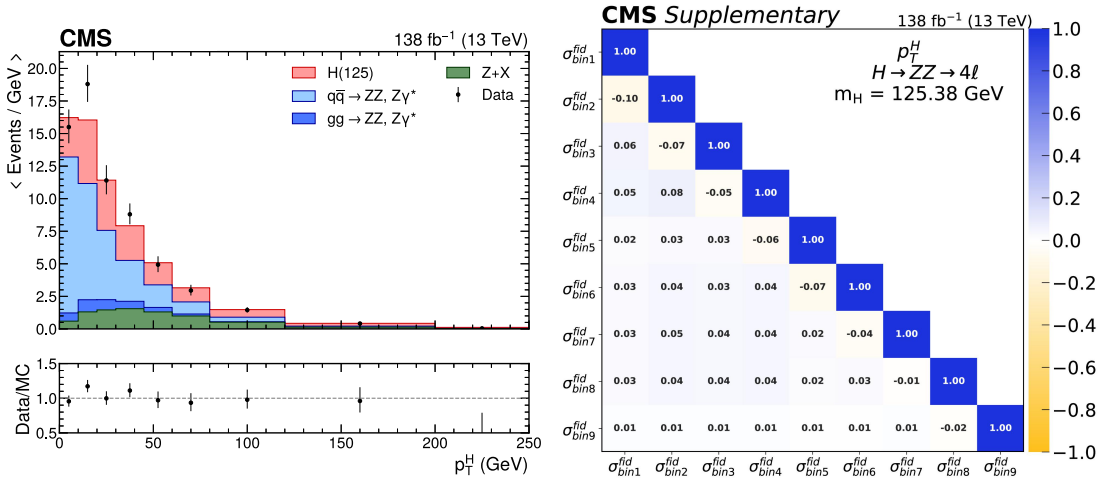 CMS
138 fb⁻¹ (13 TeV)
< Events / GeV >
20.0
17.5
15.0
12.5
10.0
7.5
5.0
2.5
0.0
H(125)
qq̅ → ZZ, Zγ*
gg → ZZ, Zγ*
Z+X
Data
Data/MC
1.5
1.0
0.5
0 50 100 150 200 250
p_T^H (GeV)
CMS Supplementary
138 fb⁻¹ (13 TeV)
p_T^H
H → ZZ → 4ℓ
m_H = 125.38 GeV
σ^fid_bin1 1.00
σ^fid_bin2 -0.10 1.00
σ^fid_bin3 0.06 -0.07 1.00
σ^fid_bin4 0.05 0.08 -0.05 1.00
σ^fid_bin5 0.02 0.03 0.03 -0.06 1.00
σ^fid_bin6 0.03 0.04 0.03 0.04 -0.07 1.00
σ^fid_bin7 0.03 0.05 0.04 0.04 0.02 -0.04 1.00
σ^fid_bin8 0.03 0.04 0.04 0.04 0.02 0.03 -0.01 1.00
σ^fid_bin9 0.01 0.01 0.01 0.01 0.01 0.01 0.01 -0.02 1.00
σ^fid_bin1 σ^fid_bin2 σ^fid_bin3 σ^fid_bin4 σ^fid_bin5 σ^fid_bin6 σ^fid_bin7 σ^fid_bin8 σ^fid_bin9
1.0
0.8
0.6
0.4
0.2
0.0
−0.2
−0.4
−0.6
−0.8
−1.0